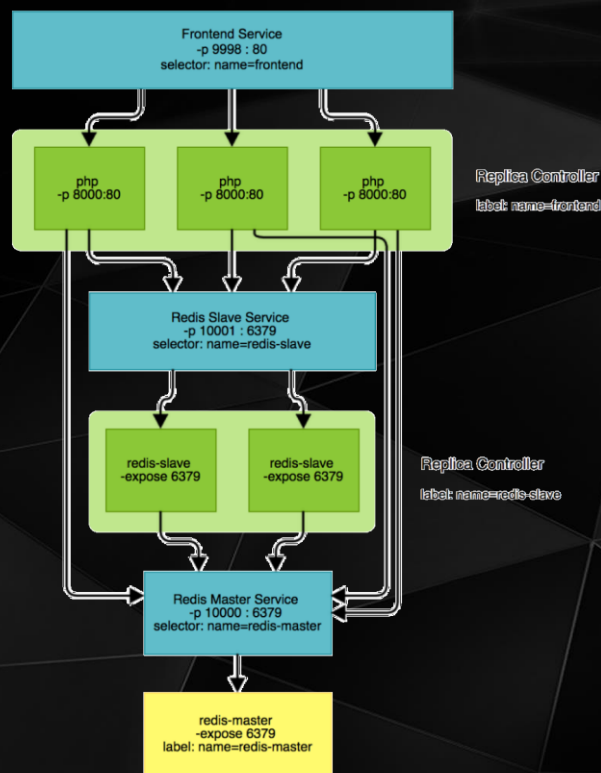 Frontend Service
-p 9998 : 80
selector: name=frontend
php
-p 8000:80
php
-p 8000:80
php
-p 8000:80
Replica Controller
label: name=frontend
Redis Slave Service
-p 10001 : 6379
selector: name=redis-slave
redis-slave
-expose 6379
redis-slave
-expose 6379
Replica Controller
label: name=redis-slave
Redis Master Service
-p 10000 : 6379
selector: name=redis-master
redis-master
-expose 6379
label: name=redis-master